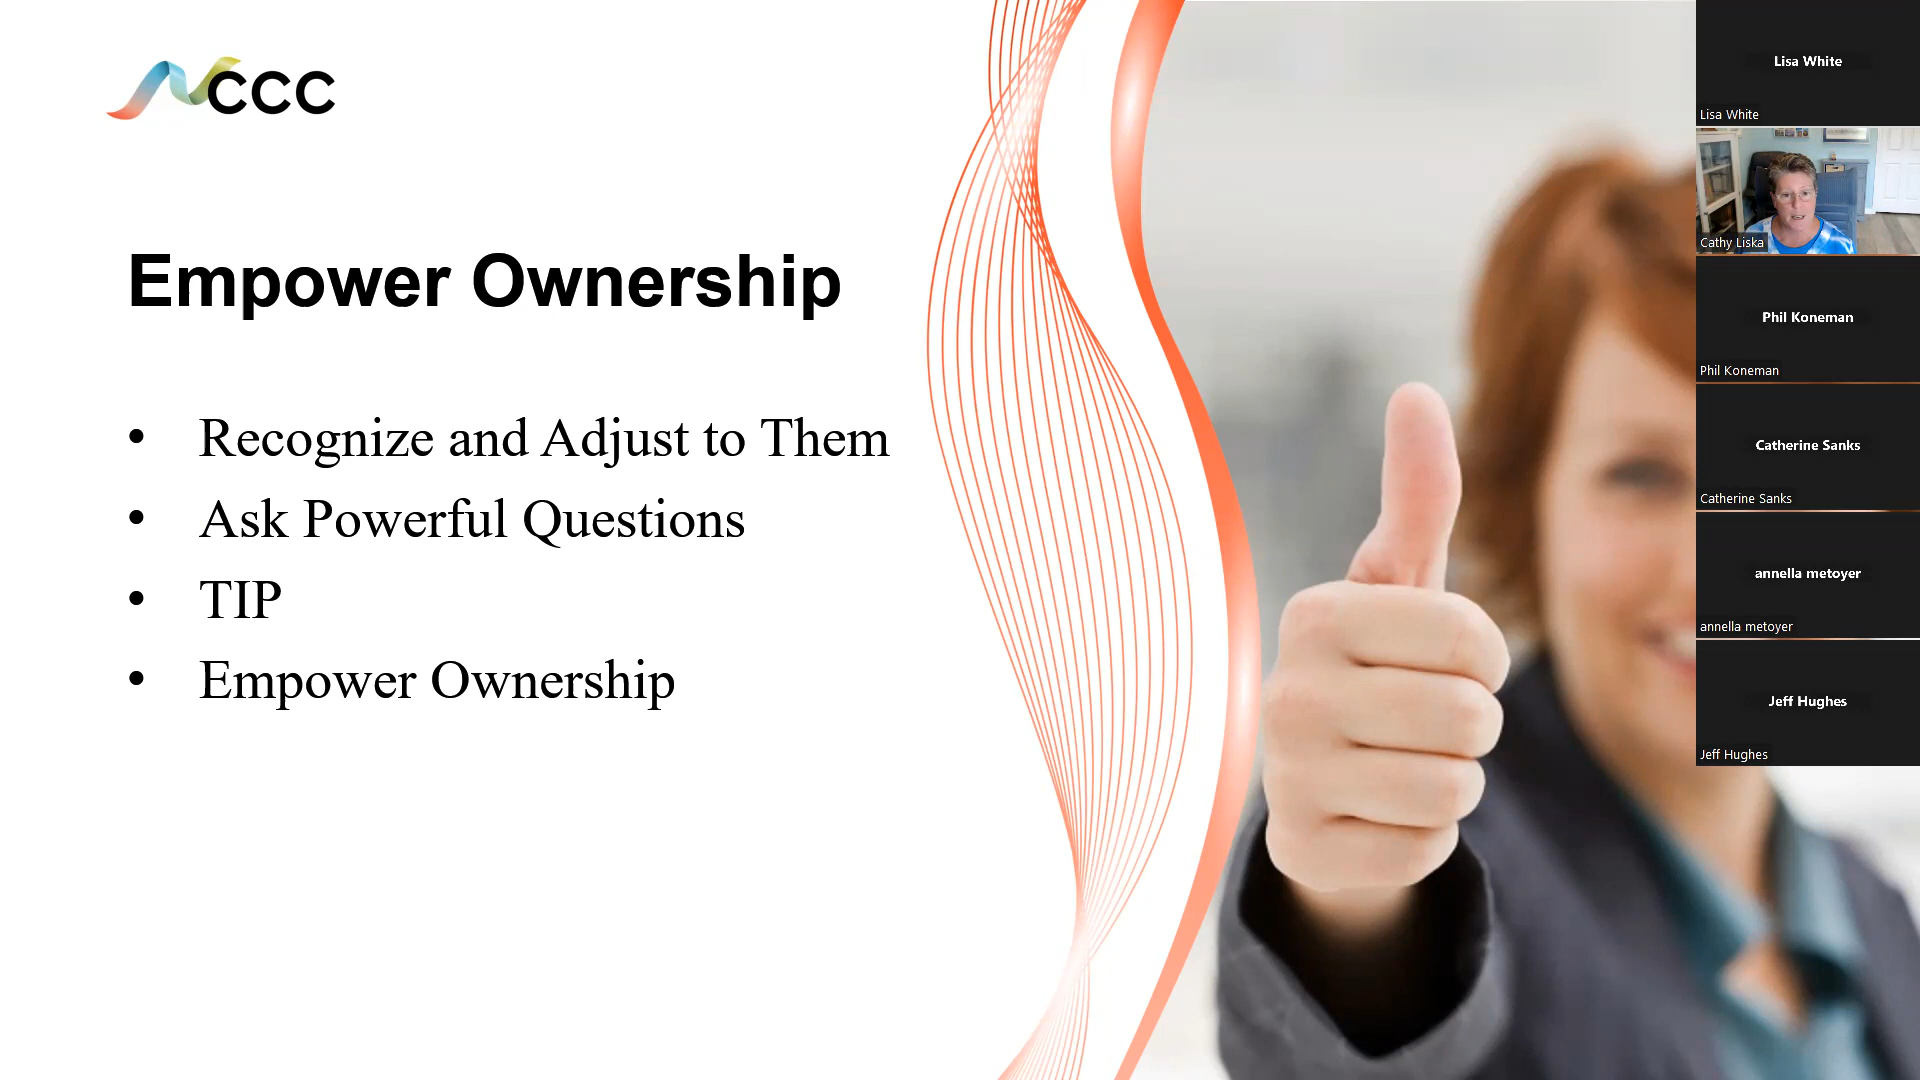 CCC
Empower Ownership
• Recognize and Adjust to Them
• Ask Powerful Questions
• TIP
• Empower Ownership
Lisa White
Lisa White
Cathy Liska
Phil Koneman
Phil Koneman
Catherine Sanks
Catherine Sanks
annella metoyer
annella metoyer
Jeff Hughes
Jeff Hughes